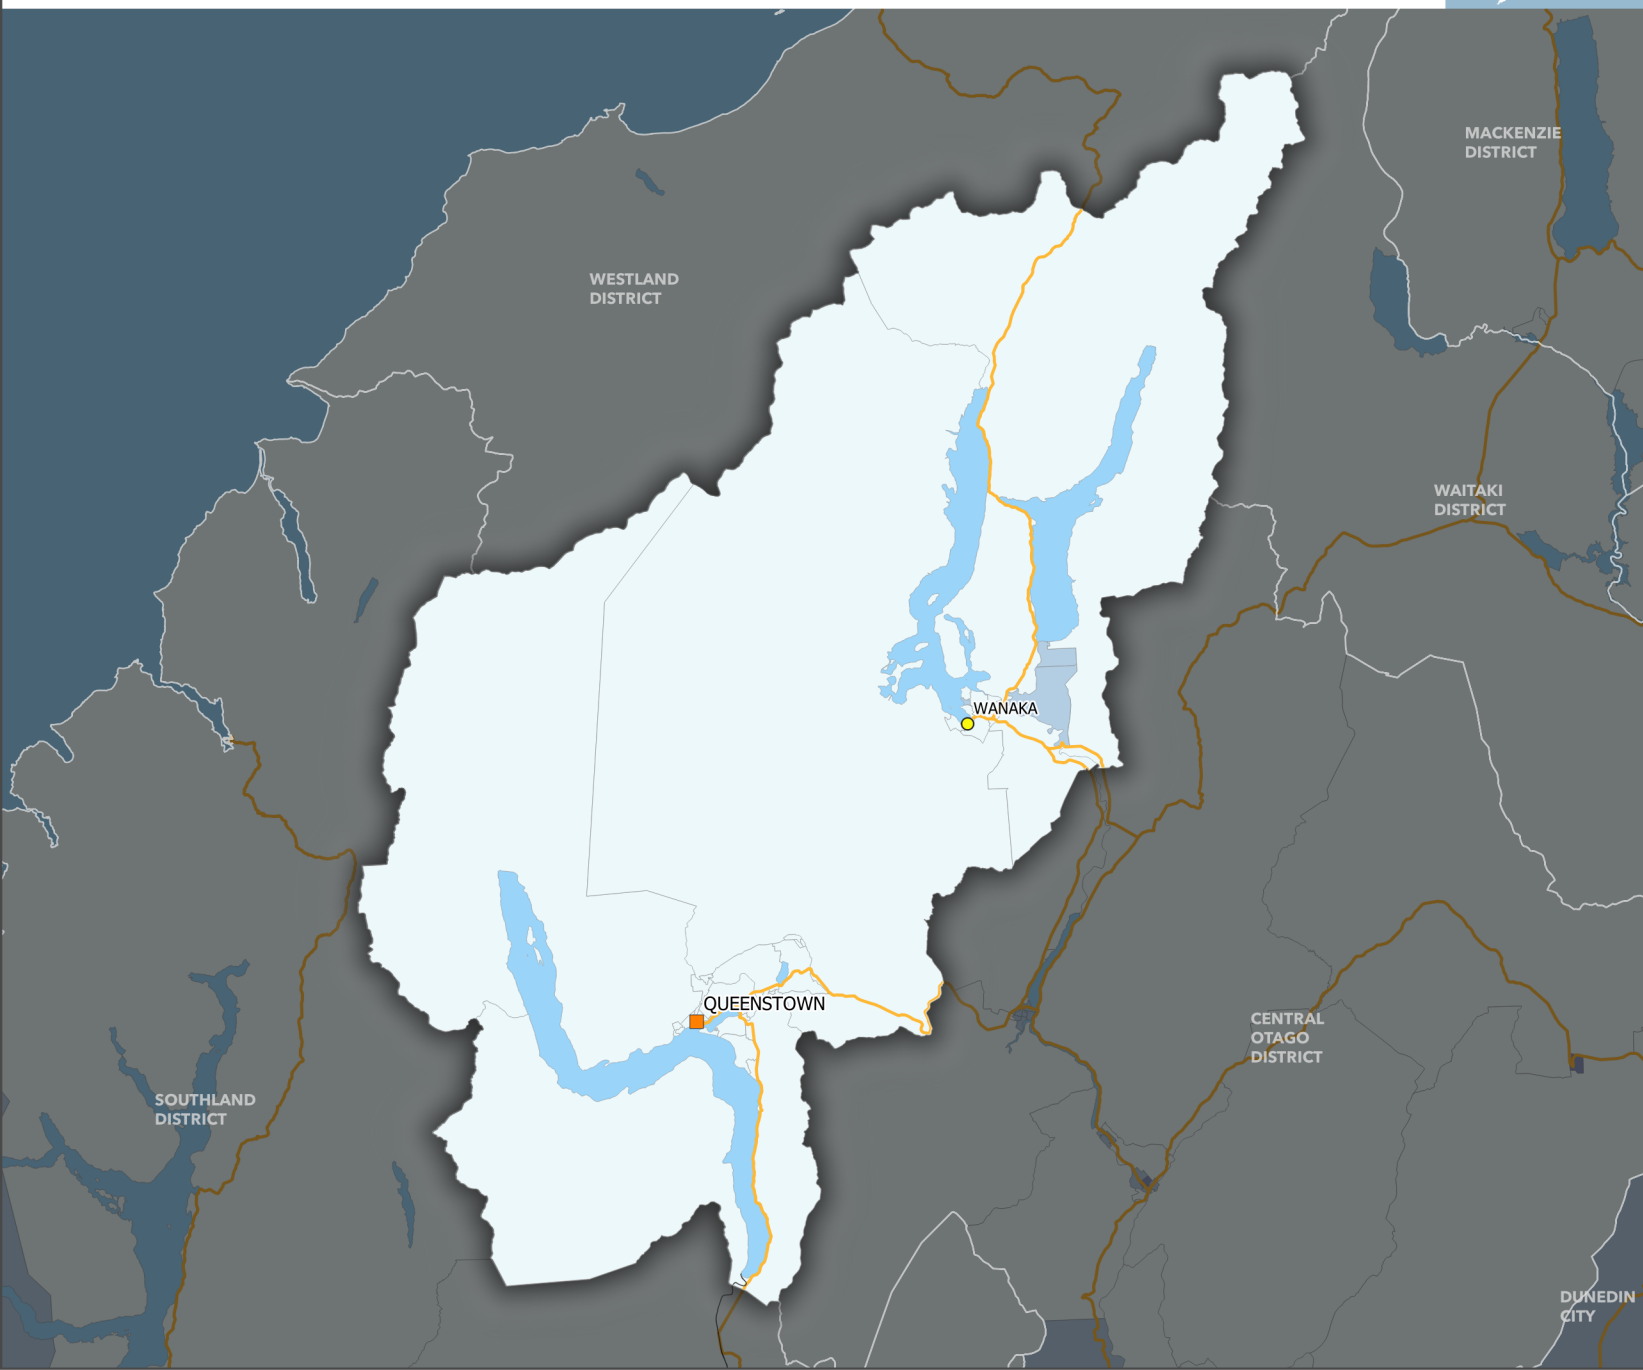 MACKENZIE
DISTRICT
WESTLAND
DISTRICT
WAITAKI
DISTRICT
WANAKA
QUEENSTOWN
CENTRAL
OTAGO
DISTRICT
SOUTHLAND
DISTRICT
DUNEDIN
CITY